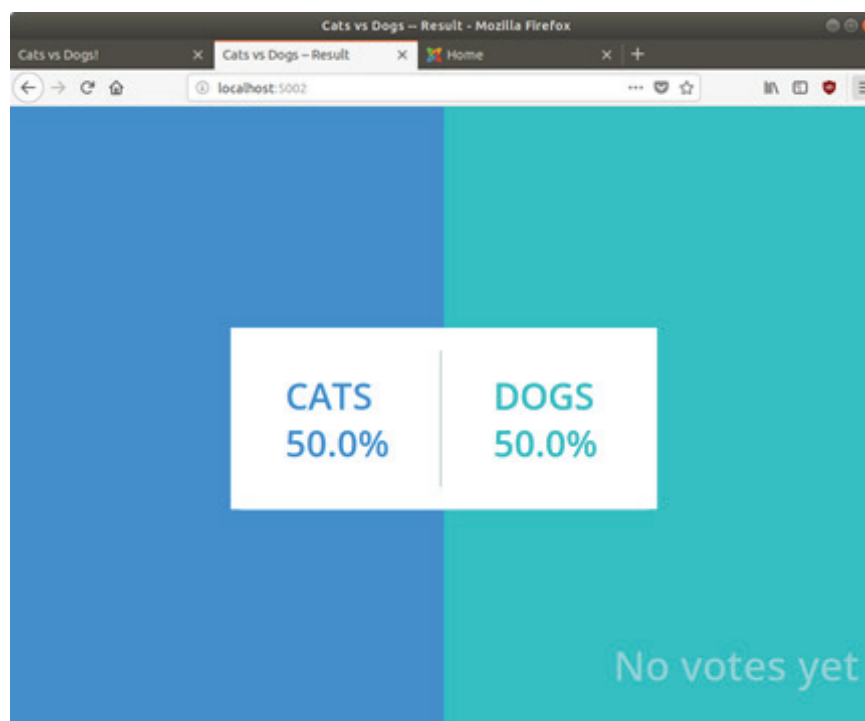 Cats vs Dogs -- Result - Mozilla Firefox
Cats vs Dogs!
Cats vs Dogs -- Result
Home
localhost:5002
CATS
50.0%
DOGS
50.0%
No votes yet